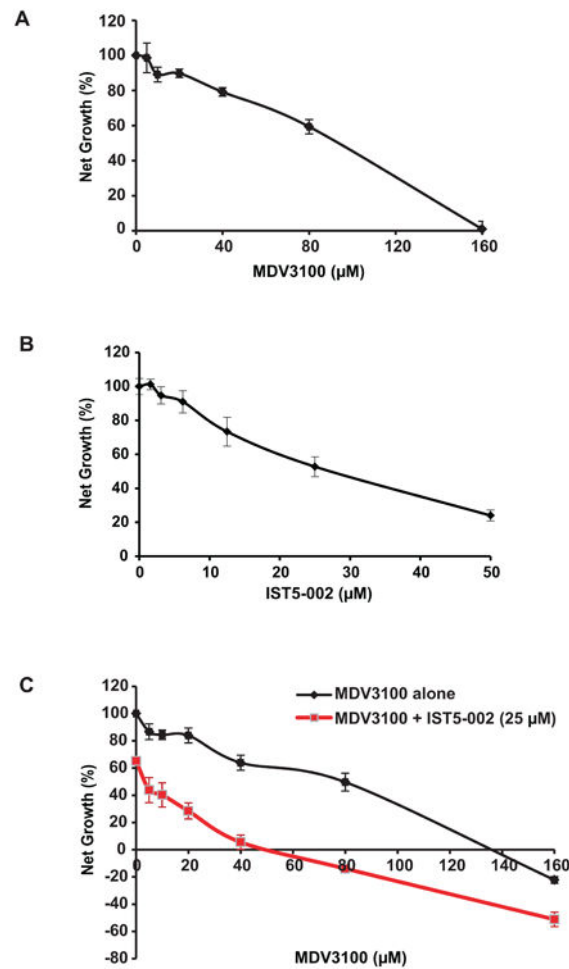 A
120
100
80
60
40
20
0
Net Growth (%)
0 40 80 120 160
MDV3100 (µM)
B
120
100
80
60
40
20
0
Net Growth (%)
0 10 20 30 40 50
IST5-002 (µM)
C
MDV3100 alone
MDV3100 + IST5-002 (25 µM)
120
100
80
60
40
20
0
-20
-40
-60
-80
Net Growth (%)
0 20 40 60 80 100 120 140 160
MDV3100 (µM)